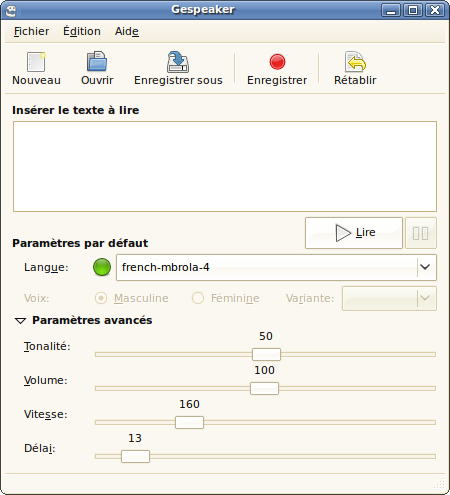 Gespeaker
Fichier Édition Aide
Nouveau Ouvrir Enregistrer sous Enregistrer Rétablir
Insérer le texte à lire
Lire
Paramètres par défaut
Langue: french-mbrola-4
Voix: Masculine Féminine Variante:
Paramètres avancés
50
Tonalité:
100
Volume:
160
Vitesse:
13
Délai: